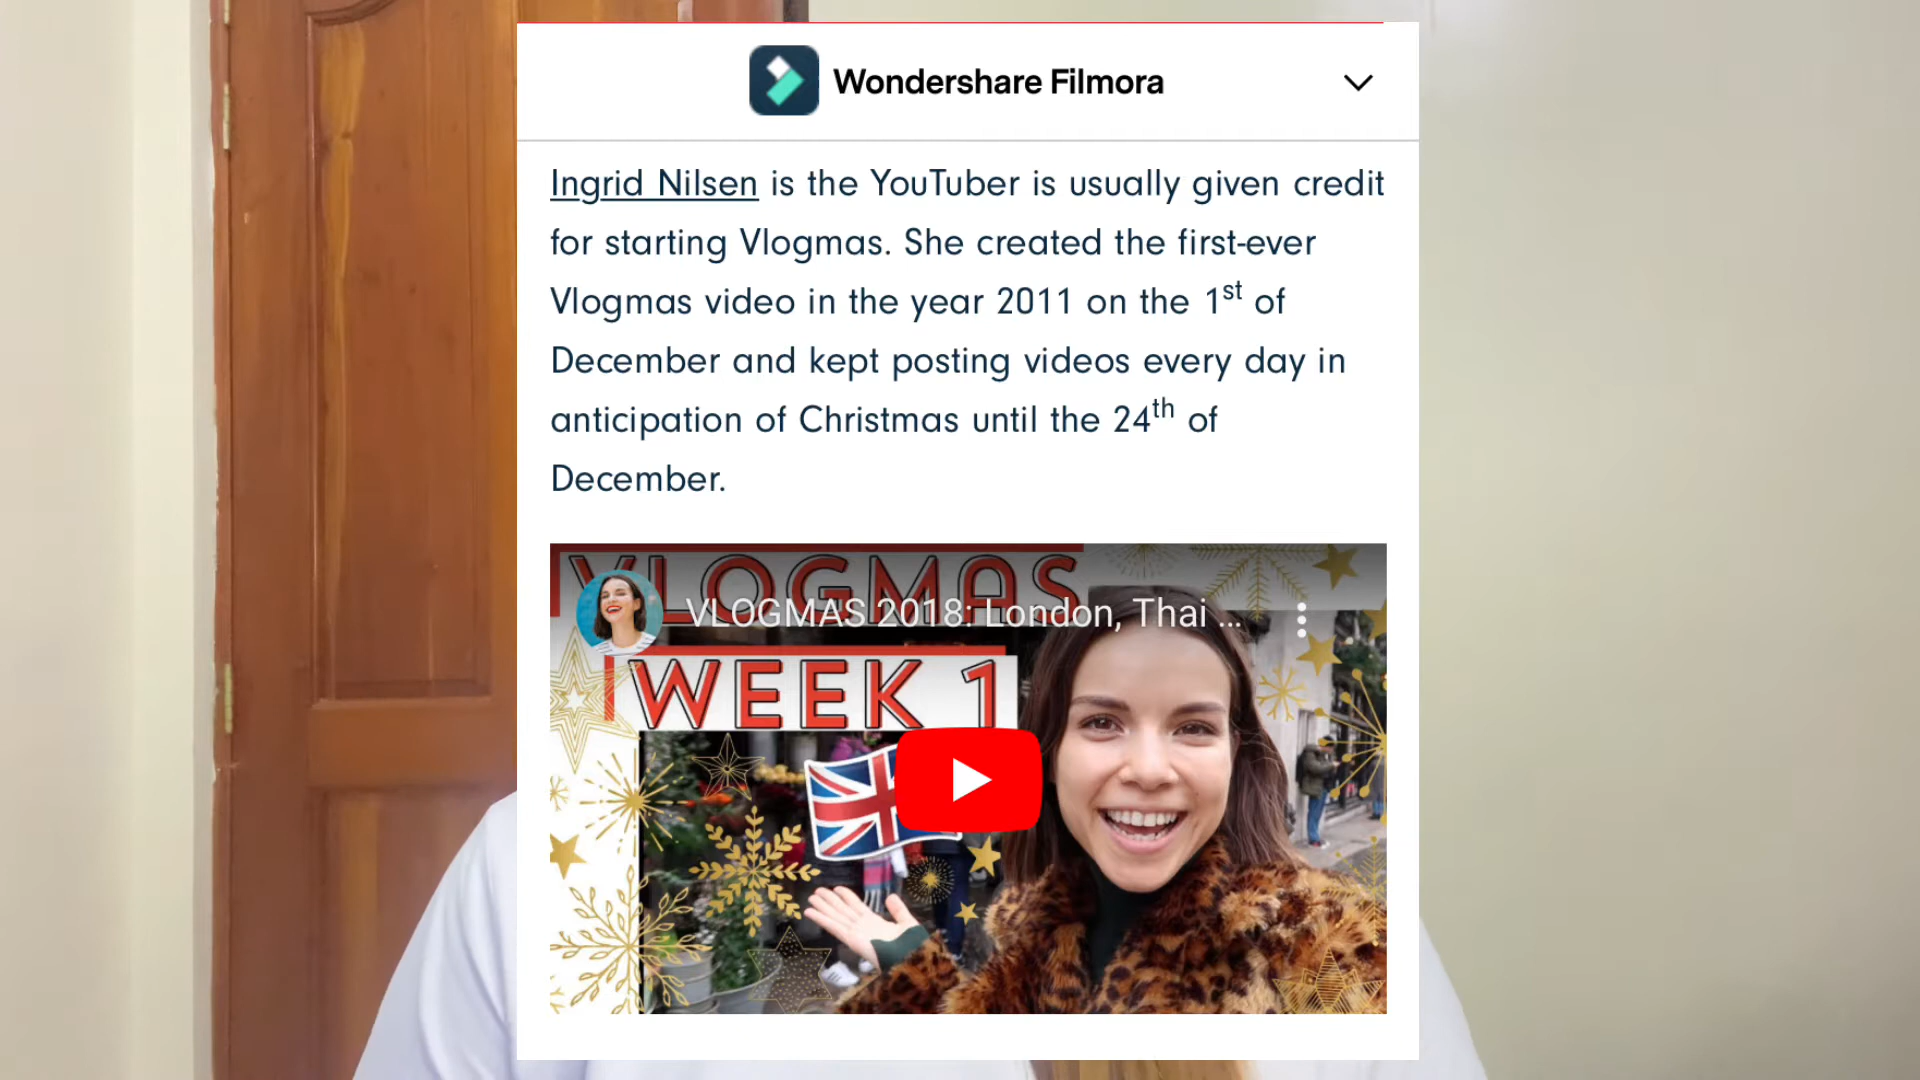 Wondershare Filmora
Ingrid Nilsen is the YouTuber is usually given credit
for starting Vlogmas. She created the first-ever
Vlogmas video in the year 2011 on the 1st of
December and kept posting videos every day in
anticipation of Christmas until the 24th of
December.
VLOGMAS
VLOGMAS 2018: London, Thai ...
WEEK 1